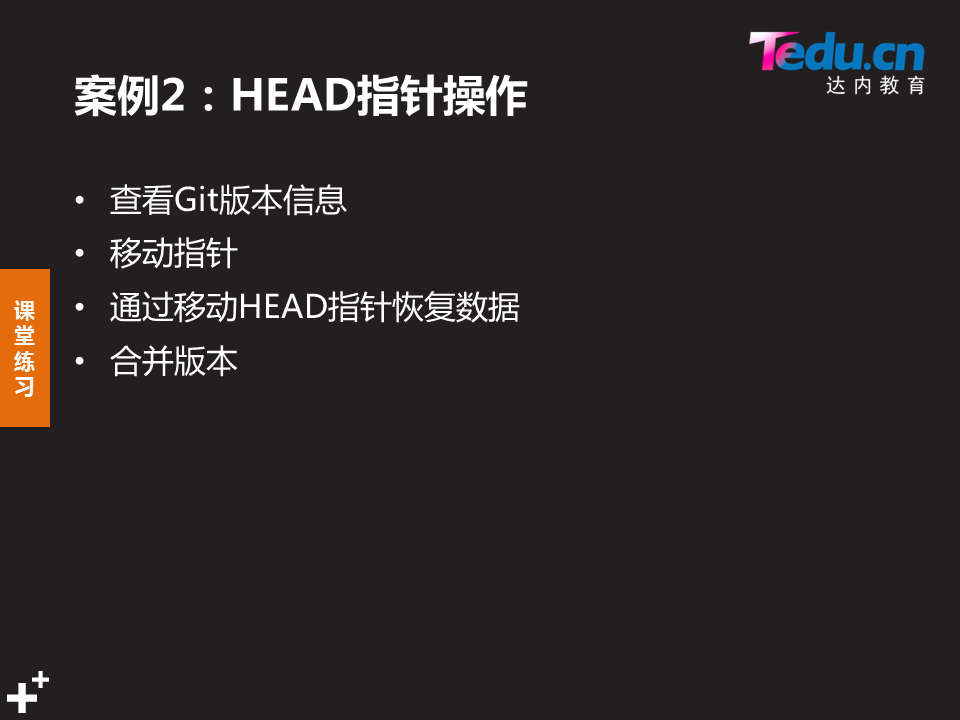 Tedu.cn
达内教育
案例2：HEAD指针操作
• 查看Git版本信息
• 移动指针
• 通过移动HEAD指针恢复数据
• 合并版本
课
堂
练
习